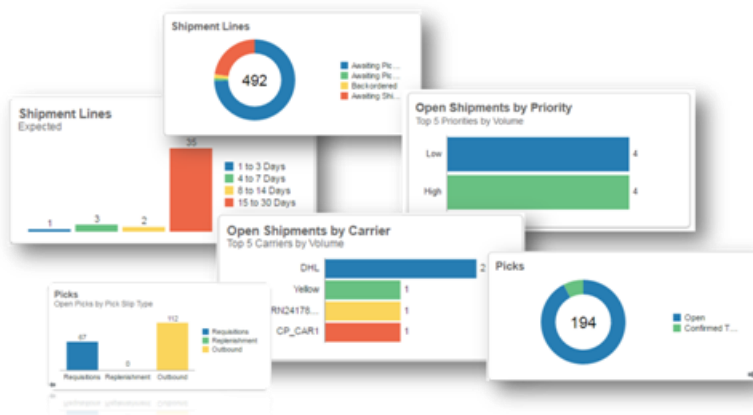 Shipment Lines
492
Awaiting Pic...
Awaiting Pic...
Backordered
Awaiting Shi...
Shipment Lines
Expected
1
3
2
35
1 to 3 Days
4 to 7 Days
8 to 14 Days
15 to 30 Days
Open Shipments by Priority
Top 5 Priorities by Volume
Low
4
High
4
Open Shipments by Carrier
Top 5 Carriers by Volume
DHL
2
Yellow
1
RN24176...
1
CP_CAR1
1
Picks
194
Open
Confirmed T...
Picks
Open Picks by Pick Slip Type
67
0
112
Requisitions
Replenishment
Outbound
Requisitions Replenishment Outbound